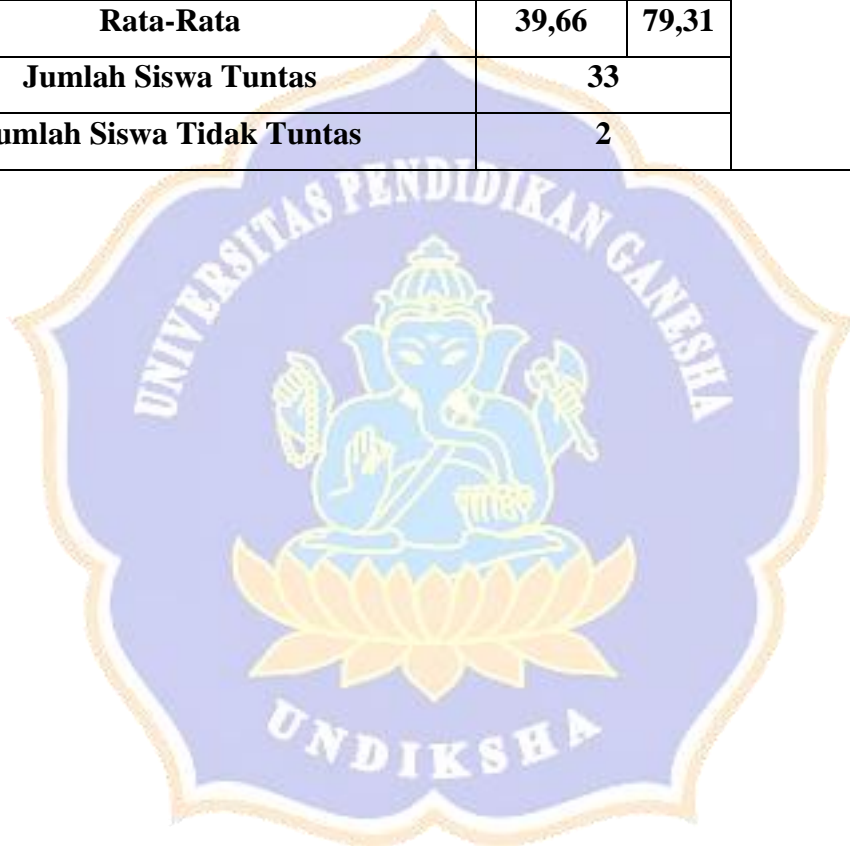 Rata-Rata 39,66 79,31
Jumlah Siswa Tuntas 33
umlah Siswa Tidak Tuntas 2
UNIVERSITAS PENDIDIKAN GANESHA
UNDIKSHA